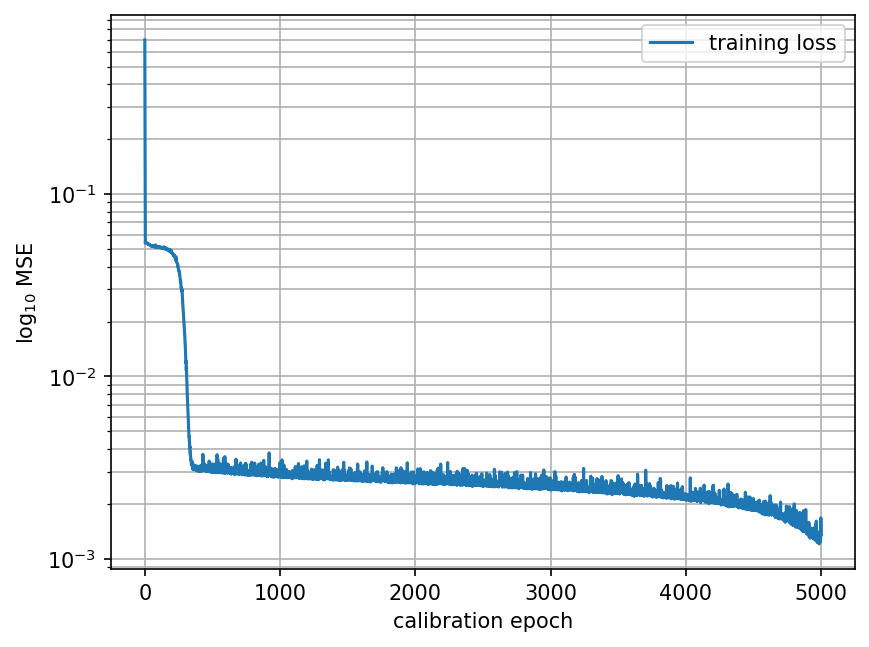 training loss
10⁻¹
10⁻²
10⁻³
log₁₀ MSE
0 1000 2000 3000 4000 5000
calibration epoch